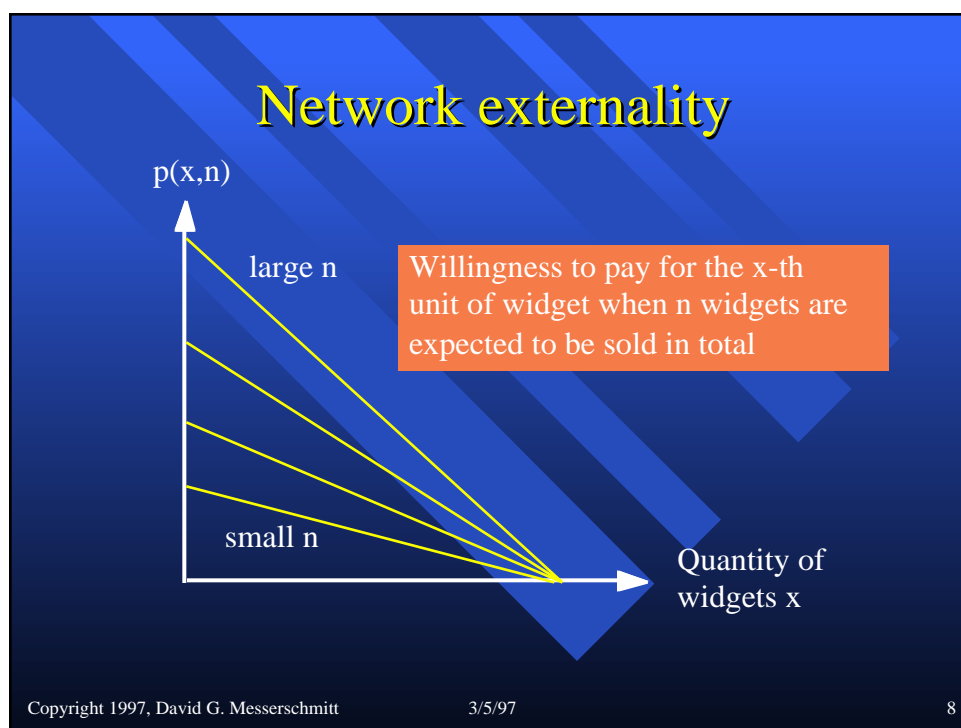 Network externality
p(x,n)
large n
Willingness to pay for the x-th
unit of widget when n widgets are
expected to be sold in total
small n
Quantity of
widgets x
Copyright 1997, David G. Messerschmitt 3/5/97 8